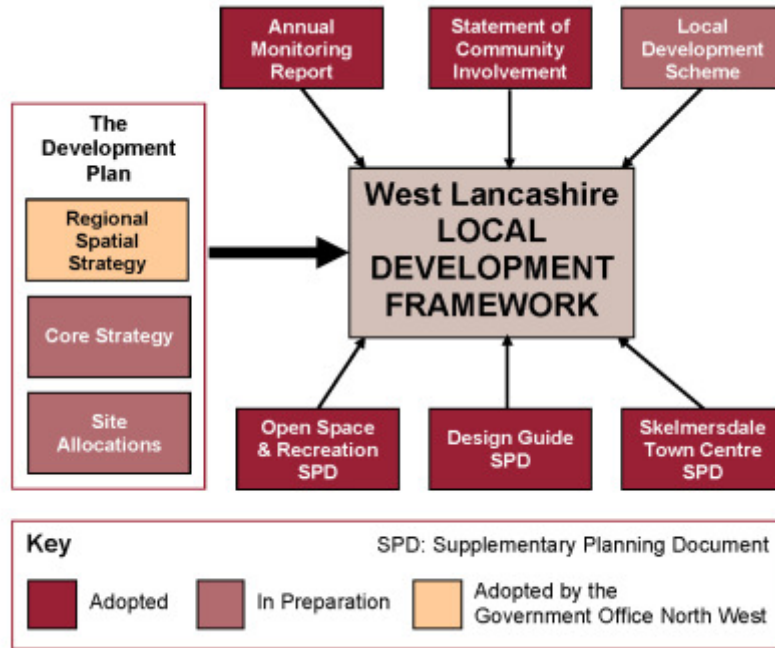 Annual
Monitoring
Report
Statement of
Community
Involvement
Local
Development
Scheme
The
Development
Plan
Regional
Spatial
Strategy
Core Strategy
Site
Allocations
West Lancashire
LOCAL
DEVELOPMENT
FRAMEWORK
Open Space
& Recreation
SPD
Design Guide
SPD
Skelmersdale
Town Centre
SPD
Key
SPD: Supplementary Planning Document
Adopted
In Preparation
Adopted by the
Government Office North West